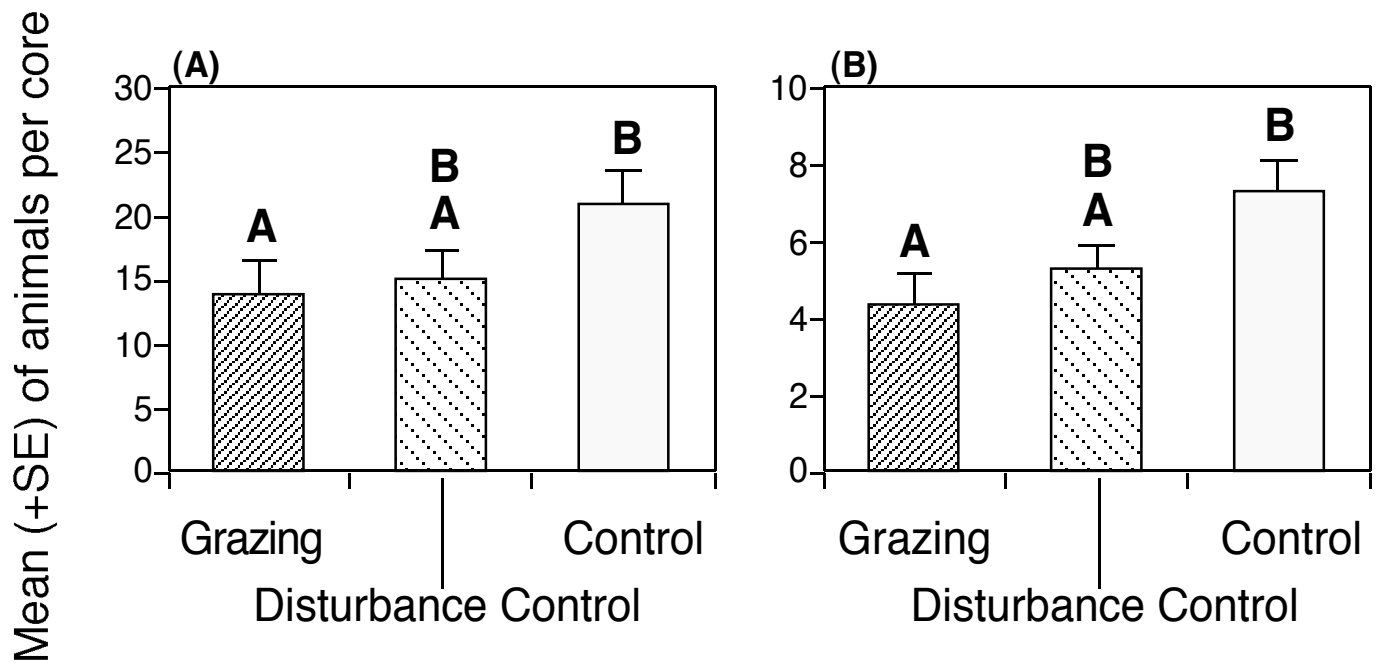 Mean (+SE) of animals per core
(A)
30
25
20
15
10
5
0
A
B
A
B
Grazing
Control
Disturbance Control
(B)
10
8
6
4
2
0
A
B
A
B
Grazing
Control
Disturbance Control